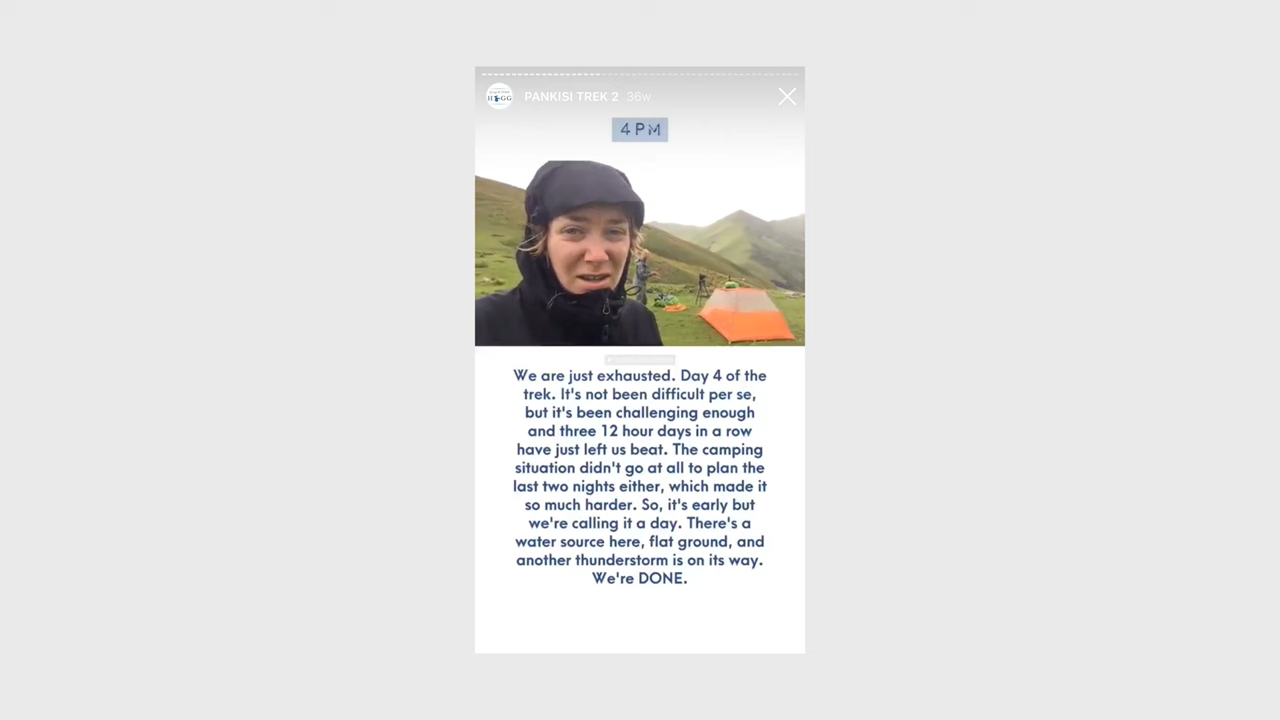 PANKISI TREK 2 36w
4 PM
We are just exhausted. Day 4 of the
trek. It's not been difficult per se,
but it's been challenging enough
and three 12 hour days in a row
have just left us beat. The camping
situation didn't go at all to plan the
last two nights either, which made it
so much harder. So, it's early but
we're calling it a day. There's a
water source here, flat ground, and
another thunderstorm is on its way.
We're DONE.